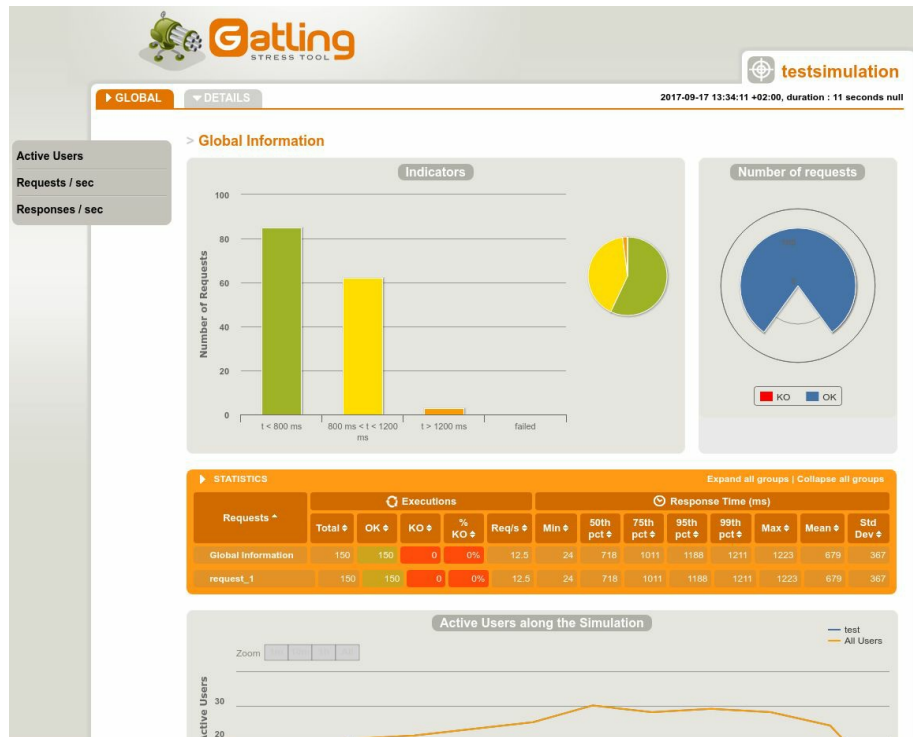 Gatling
STRESS TOOL
testsimulation
GLOBAL
DETAILS
2017-09-17 13:34:11 +02:00, duration : 11 seconds null
> Global Information
Active Users
Requests / sec
Responses / sec
Indicators
Number of Requests
100
80
60
40
20
0
t < 800 ms
800 ms < t < 1200
ms
t > 1200 ms
failed
Number of requests
KO OK
STATISTICS
Expand all groups | Collapse all groups
Requests
Executions
Response Time (ms)
Total OK KO % KO Req/s Min 50th pct 75th pct 95th pct 99th pct Max Mean Std Dev
Global Information 150 150 0 0% 12.5 24 718 1011 1188 1211 1223 679 367
request_1 150 150 0 0% 12.5 24 718 1011 1188 1211 1223 679 367
Active Users along the Simulation
test
All Users
Zoom
Active Users
30
20